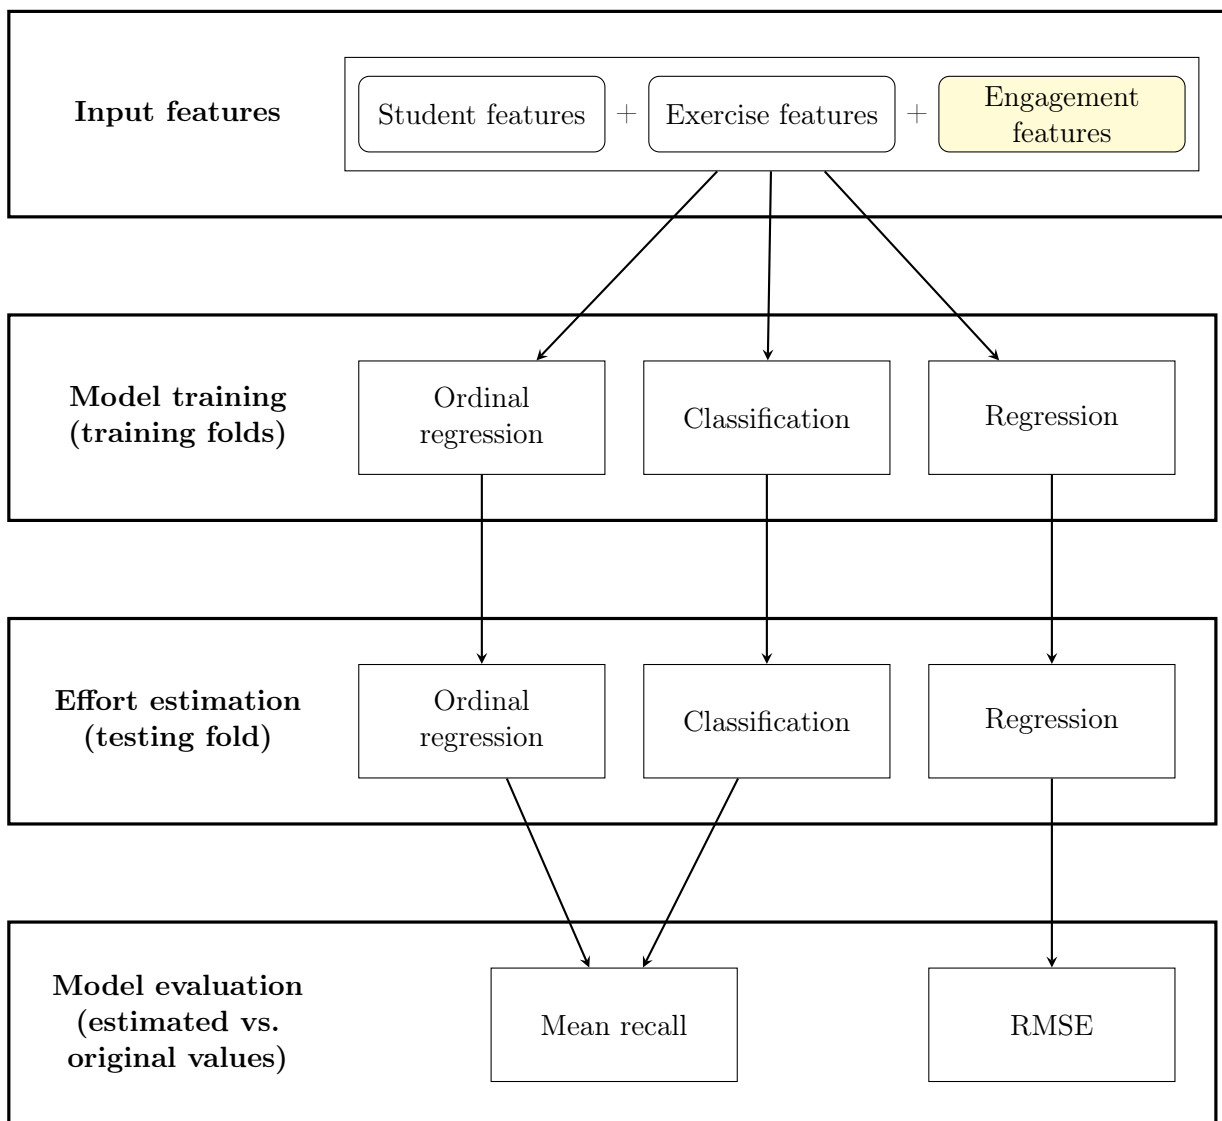 Input features
Student features + Exercise features + Engagement
features
Model training
(training folds)
Ordinal
regression
Classification
Regression
Effort estimation
(testing fold)
Ordinal
regression
Classification
Regression
Model evaluation
(estimated vs.
original values)
Mean recall
RMSE